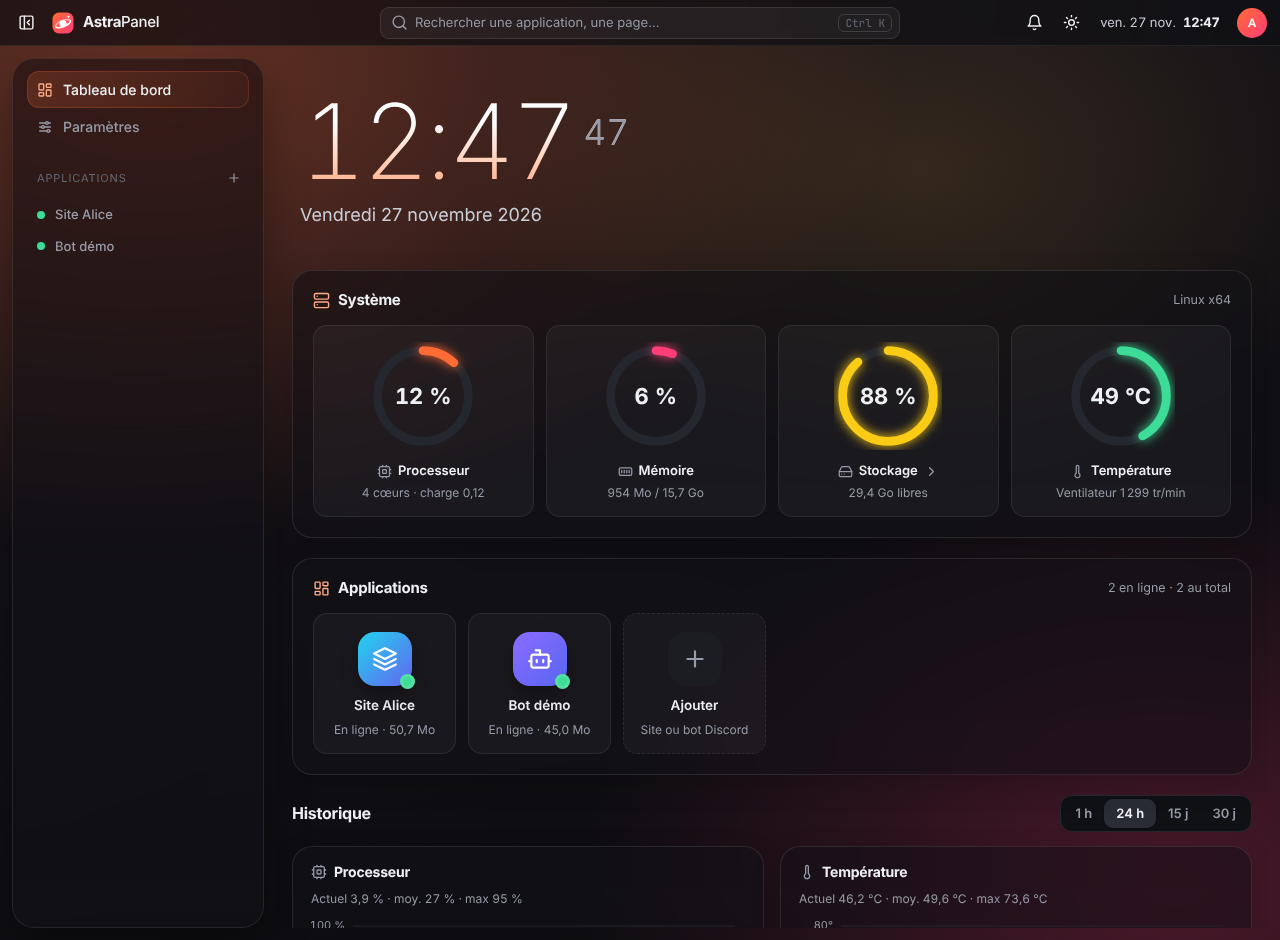 AstraPanel
Rechercher une application, une page...
Ctrl K
ven. 27 nov. 12:47
A
Tableau de bord
Paramètres
APPLICATIONS
Site Alice
Bot démo
12:47 47
Vendredi 27 novembre 2026
Système
Linux x64
12 %
6 %
88 %
49 °C
Processeur
Mémoire
Stockage
Température
4 cœurs · charge 0,12
954 Mo / 15,7 Go
29,4 Go libres
Ventilateur 1 299 tr/min
Applications
2 en ligne · 2 au total
Site Alice
Bot démo
Ajouter
En ligne · 50,7 Mo
En ligne · 45,0 Mo
Site ou bot Discord
Historique
1 h
24 h
15 j
30 j
Processeur
Actuel 3,9 % · moy. 27 % · max 95 %
100 %
Température
Actuel 46,2 °C · moy. 49,6 °C · max 73,6 °C
80°